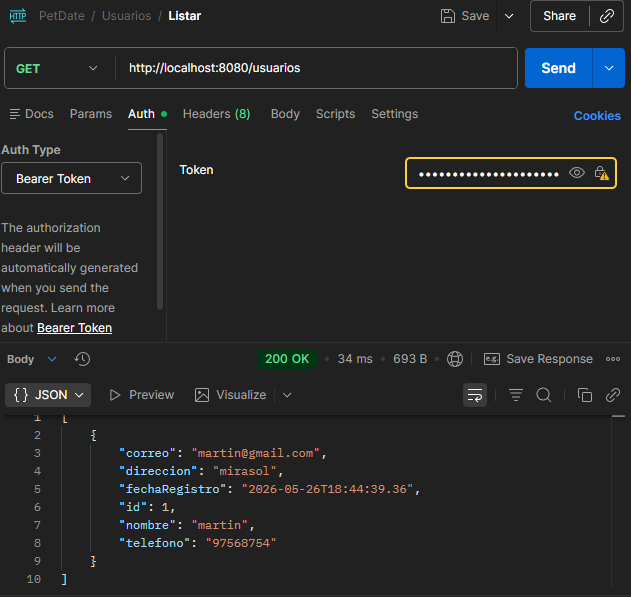 HTTP PetDate / Usuarios / Listar Save Share
GET http://localhost:8080/usuarios Send
Docs Params Auth Headers (8) Body Scripts Settings Cookies
Auth Type
Bearer Token
Token
The authorization
header will be
automatically generated
when you send the
request. Learn more
about Bearer Token
Body 200 OK • 34 ms • 693 B • e.g. Save Response
{} JSON Preview Visualize
1 [
2 {
3 "correo": "martin@gmail.com",
4 "direccion": "mirasol",
5 "fechaRegistro": "2026-05-26T18:44:39.36",
6 "id": 1,
7 "nombre": "martin",
8 "telefono": "97568754"
9 }
10 ]